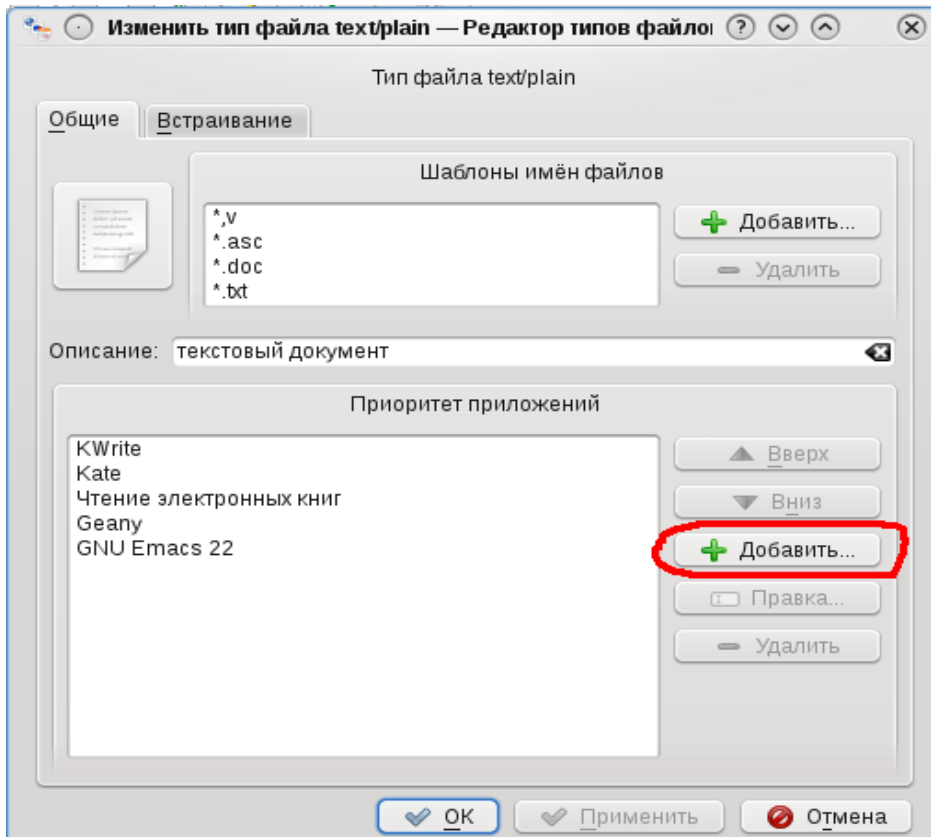 Изменить тип файла text/plain — Редактор типов файло
Тип файла text/plain
Общие
Встраивание
Шаблоны имён файлов
*,v
*.asc
*.doc
*.txt
Добавить...
Удалить
Описание: текстовый документ
Приоритет приложений
KWrite
Kate
Чтение электронных книг
Geany
GNU Emacs 22
Вверх
Вниз
Добавить...
Правка...
Удалить
OK
Применить
Отмена